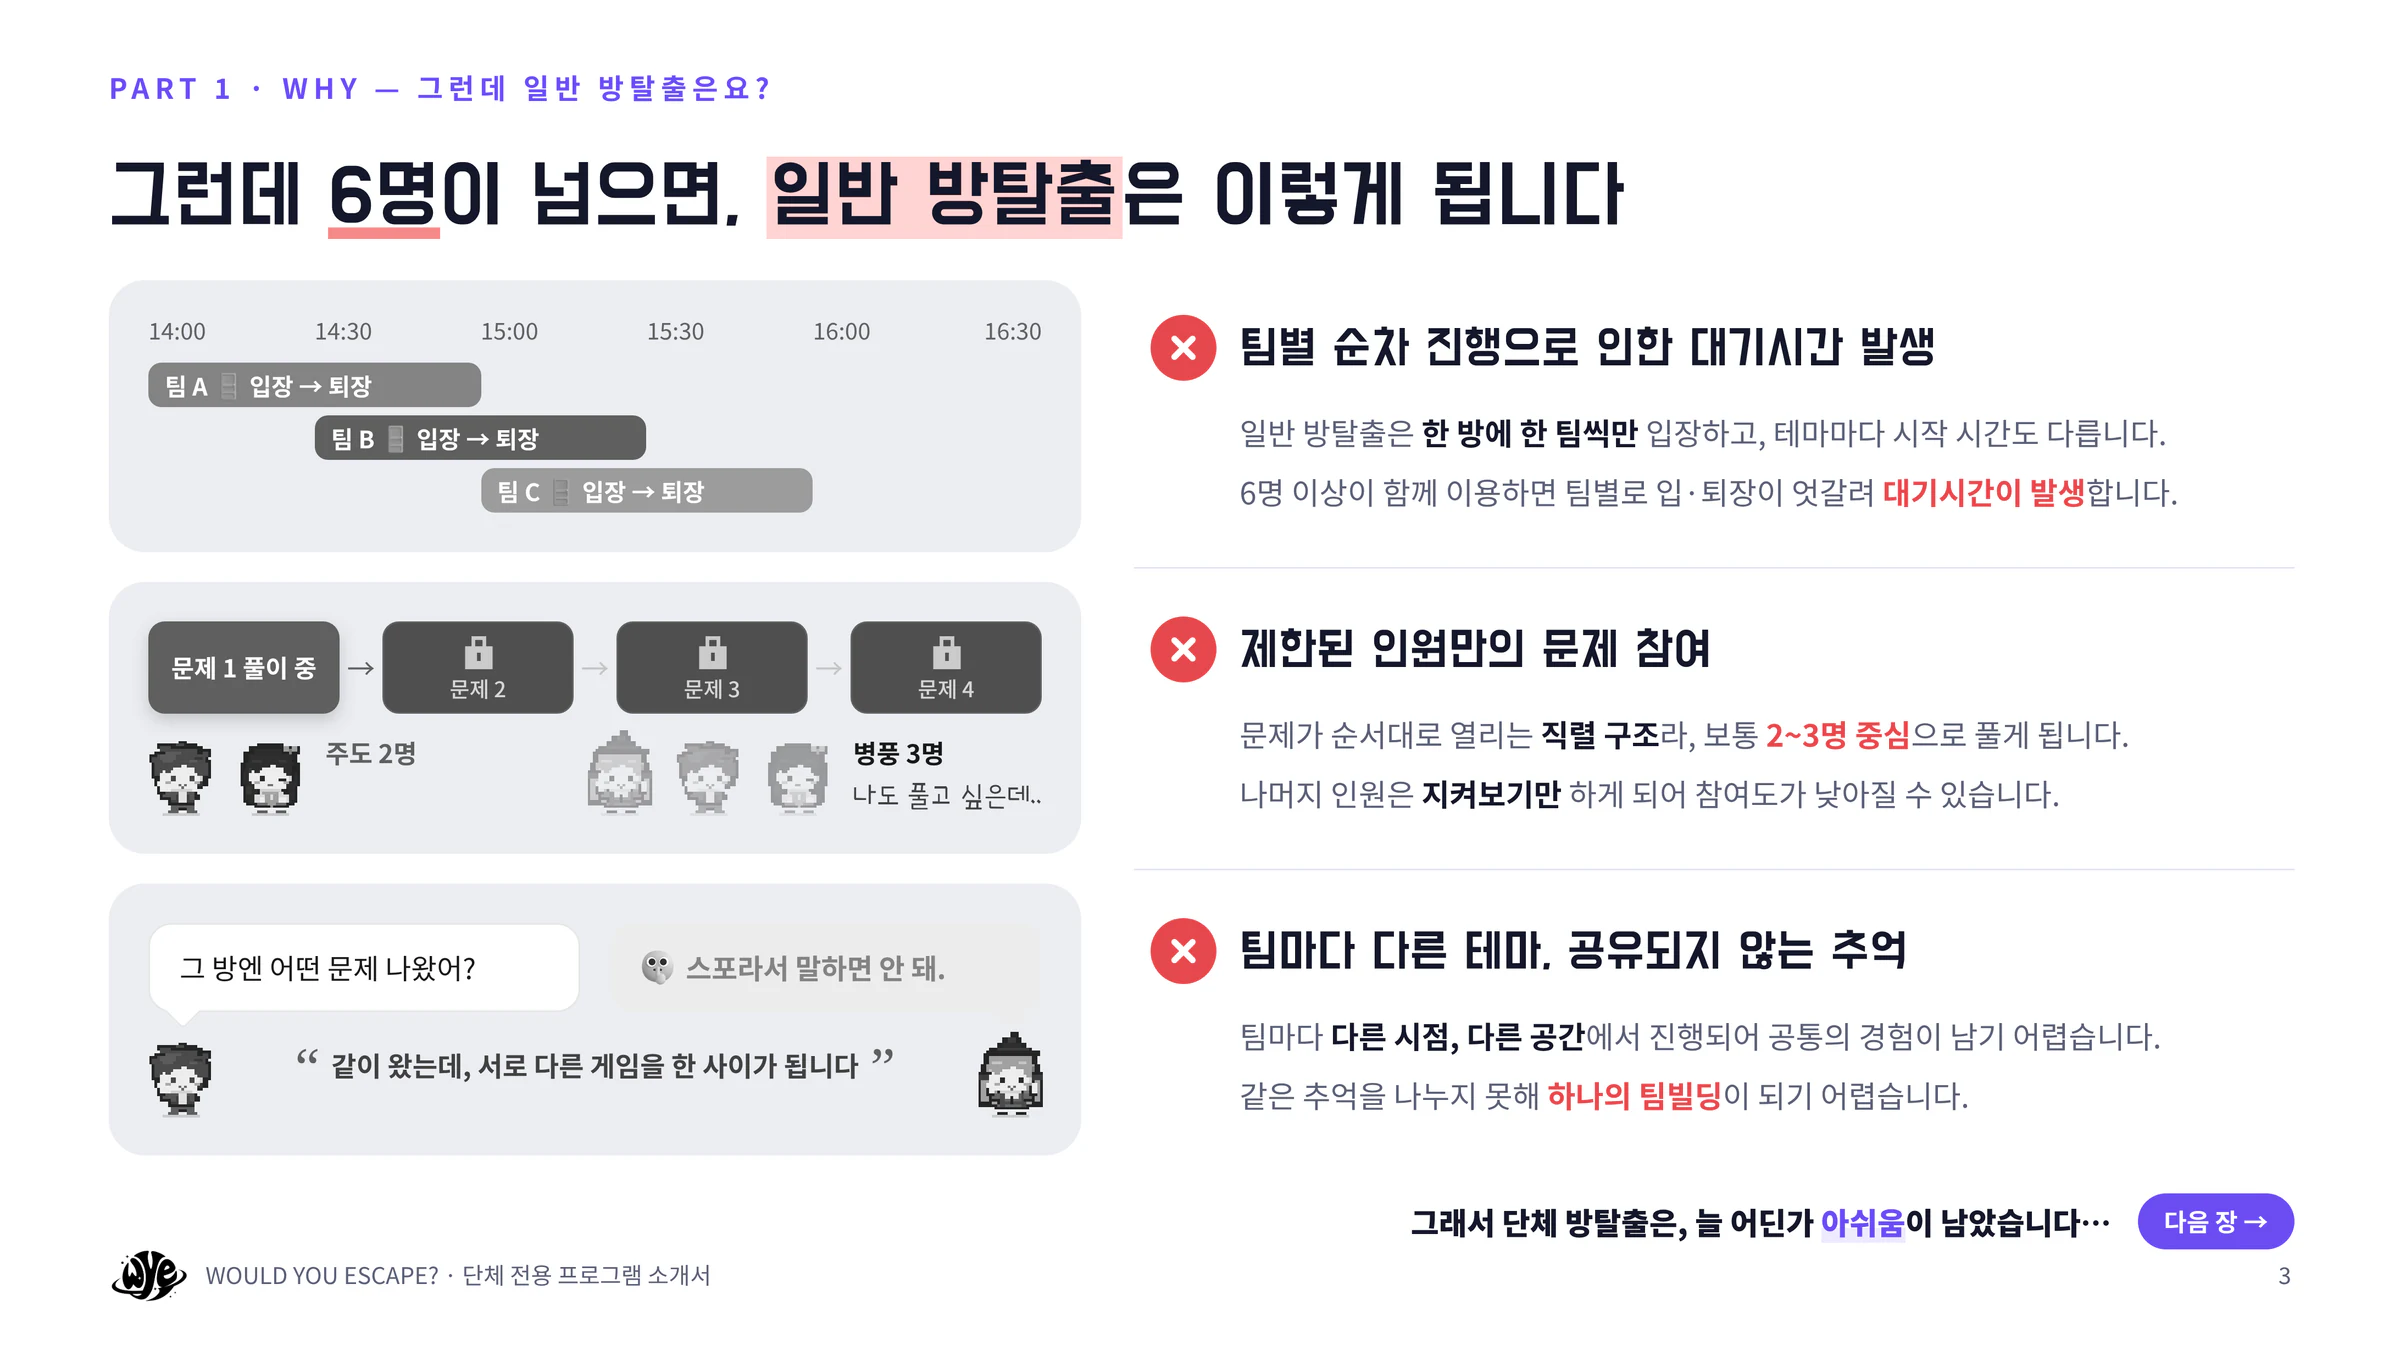 PART 1 · WHY — 그런데 일반 방탈출은요?
그런데 6명이 넘으면, 일반 방탈출은 이렇게 됩니다
14:00 14:30 15:00 15:30 16:00 16:30
팀 A 입장 → 퇴장
팀 B 입장 → 퇴장
팀 C 입장 → 퇴장
팀별 순차 진행으로 인한 대기시간 발생
일반 방탈출은 한 방에 한 팀씩만 입장하고, 테마마다 시작 시간도 다릅니다.
6명 이상이 함께 이용하면 팀별로 입·퇴장이 엇갈려 대기시간이 발생합니다.
문제 1 풀이 중 → 문제 2 → 문제 3 → 문제 4
주도 2명
병풍 3명
나도 풀고 싶은데..
제한된 인원만의 문제 참여
문제가 순서대로 열리는 직렬 구조라, 보통 2~3명 중심으로 풀게 됩니다.
나머지 인원은 지켜보기만 하게 되어 참여도가 낮아질 수 있습니다.
그 방엔 어떤 문제 나왔어?
스포라서 말하면 안 돼.
“ 같이 왔는데, 서로 다른 게임을 한 사이가 됩니다 ”
팀마다 다른 테마, 공유되지 않는 추억
팀마다 다른 시점, 다른 공간에서 진행되어 공통의 경험이 남기 어렵습니다.
같은 추억을 나누지 못해 하나의 팀빌딩이 되기 어렵습니다.
그래서 단체 방탈출은, 늘 어딘가 아쉬움이 남았습니다…
다음 장 →
wye
WOULD YOU ESCAPE? · 단체 전용 프로그램 소개서
3